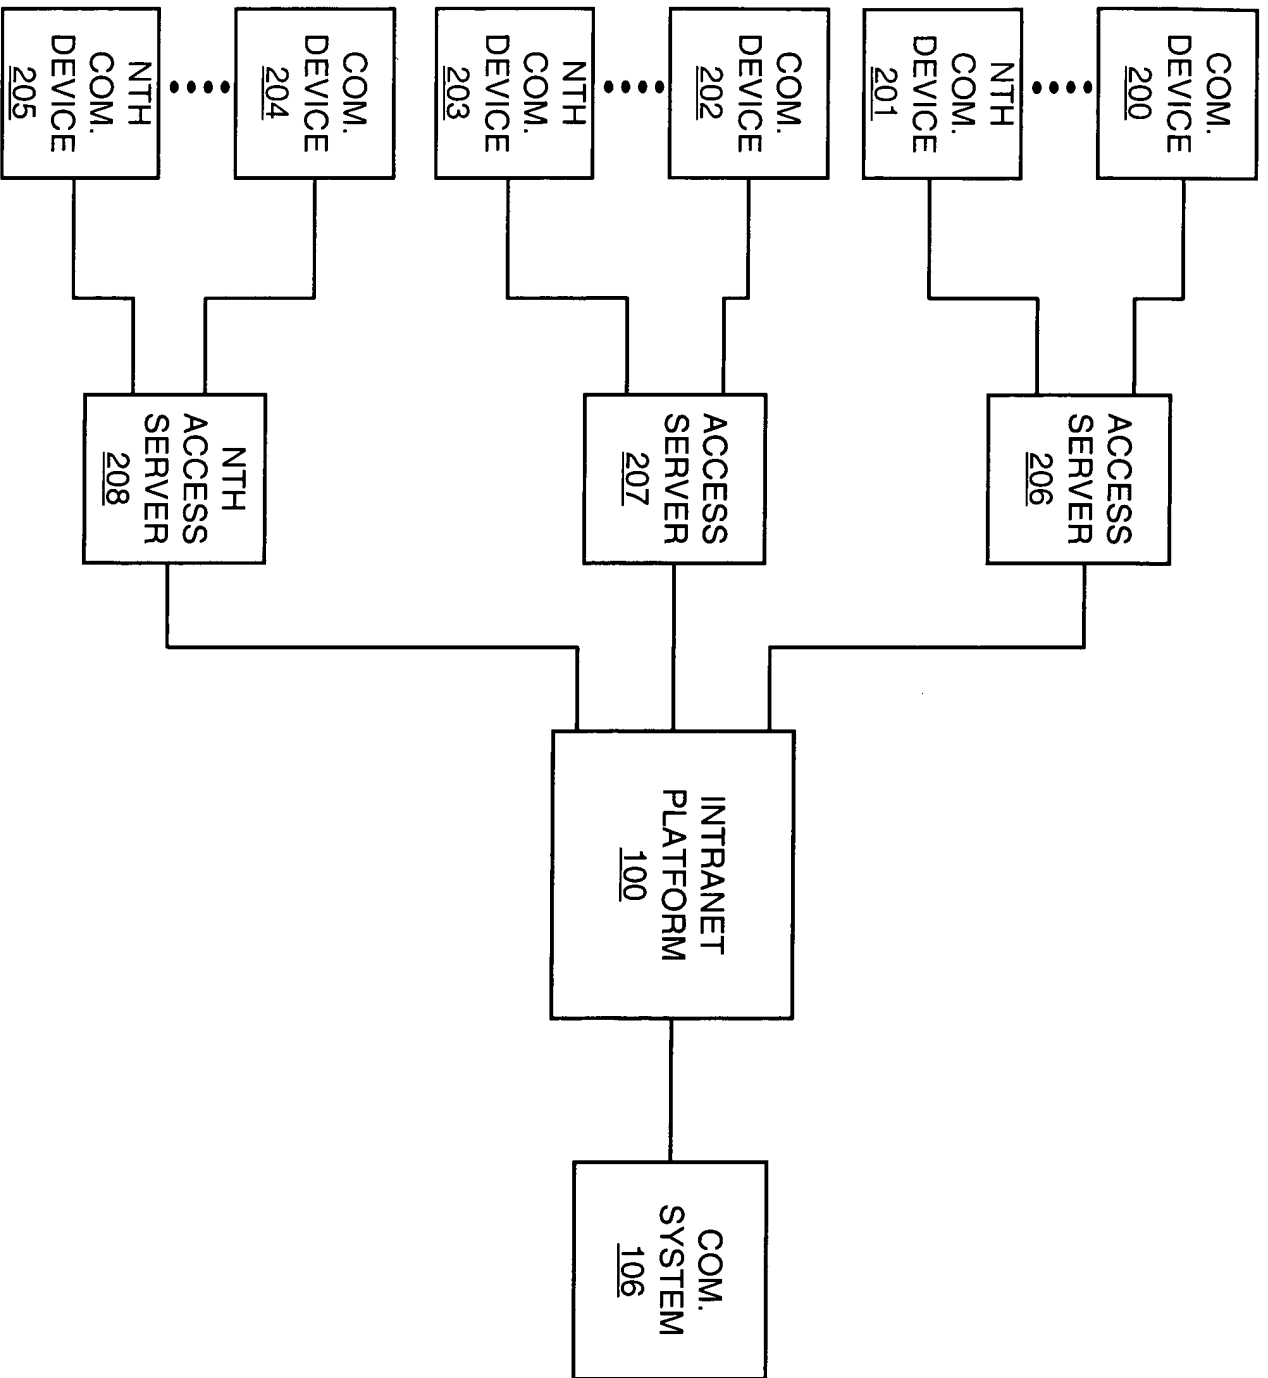 COM.
DEVICE
200
NTH
COM.
DEVICE
201
COM.
DEVICE
202
NTH
COM.
DEVICE
203
COM.
DEVICE
204
NTH
COM.
DEVICE
205
ACCESS
SERVER
206
ACCESS
SERVER
207
NTH
ACCESS
SERVER
208
INTRANET
PLATFORM
100
COM.
SYSTEM
106